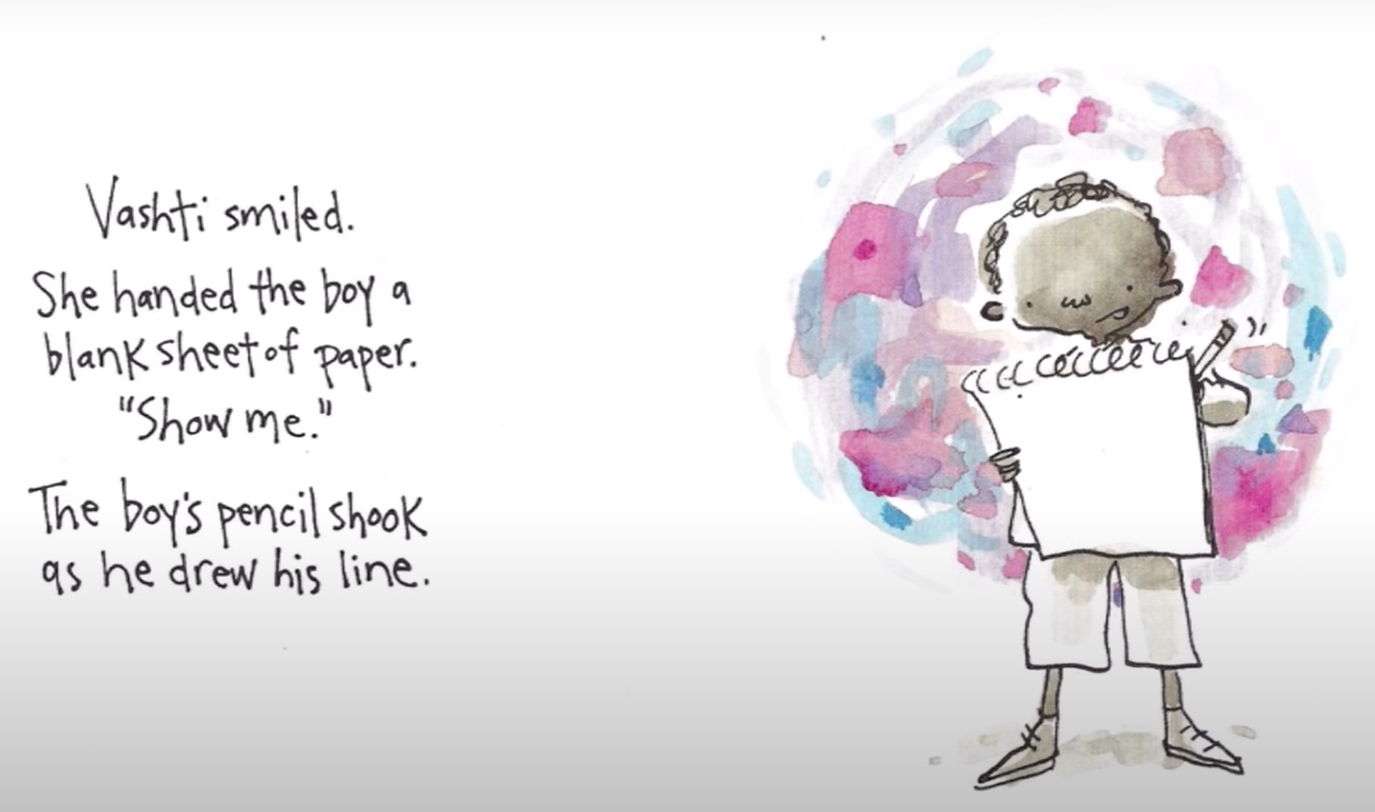 Vashti smiled.
She handed the boy a
blank sheet of paper.
"Show me."
The boy's pencil shook
as he drew his line.